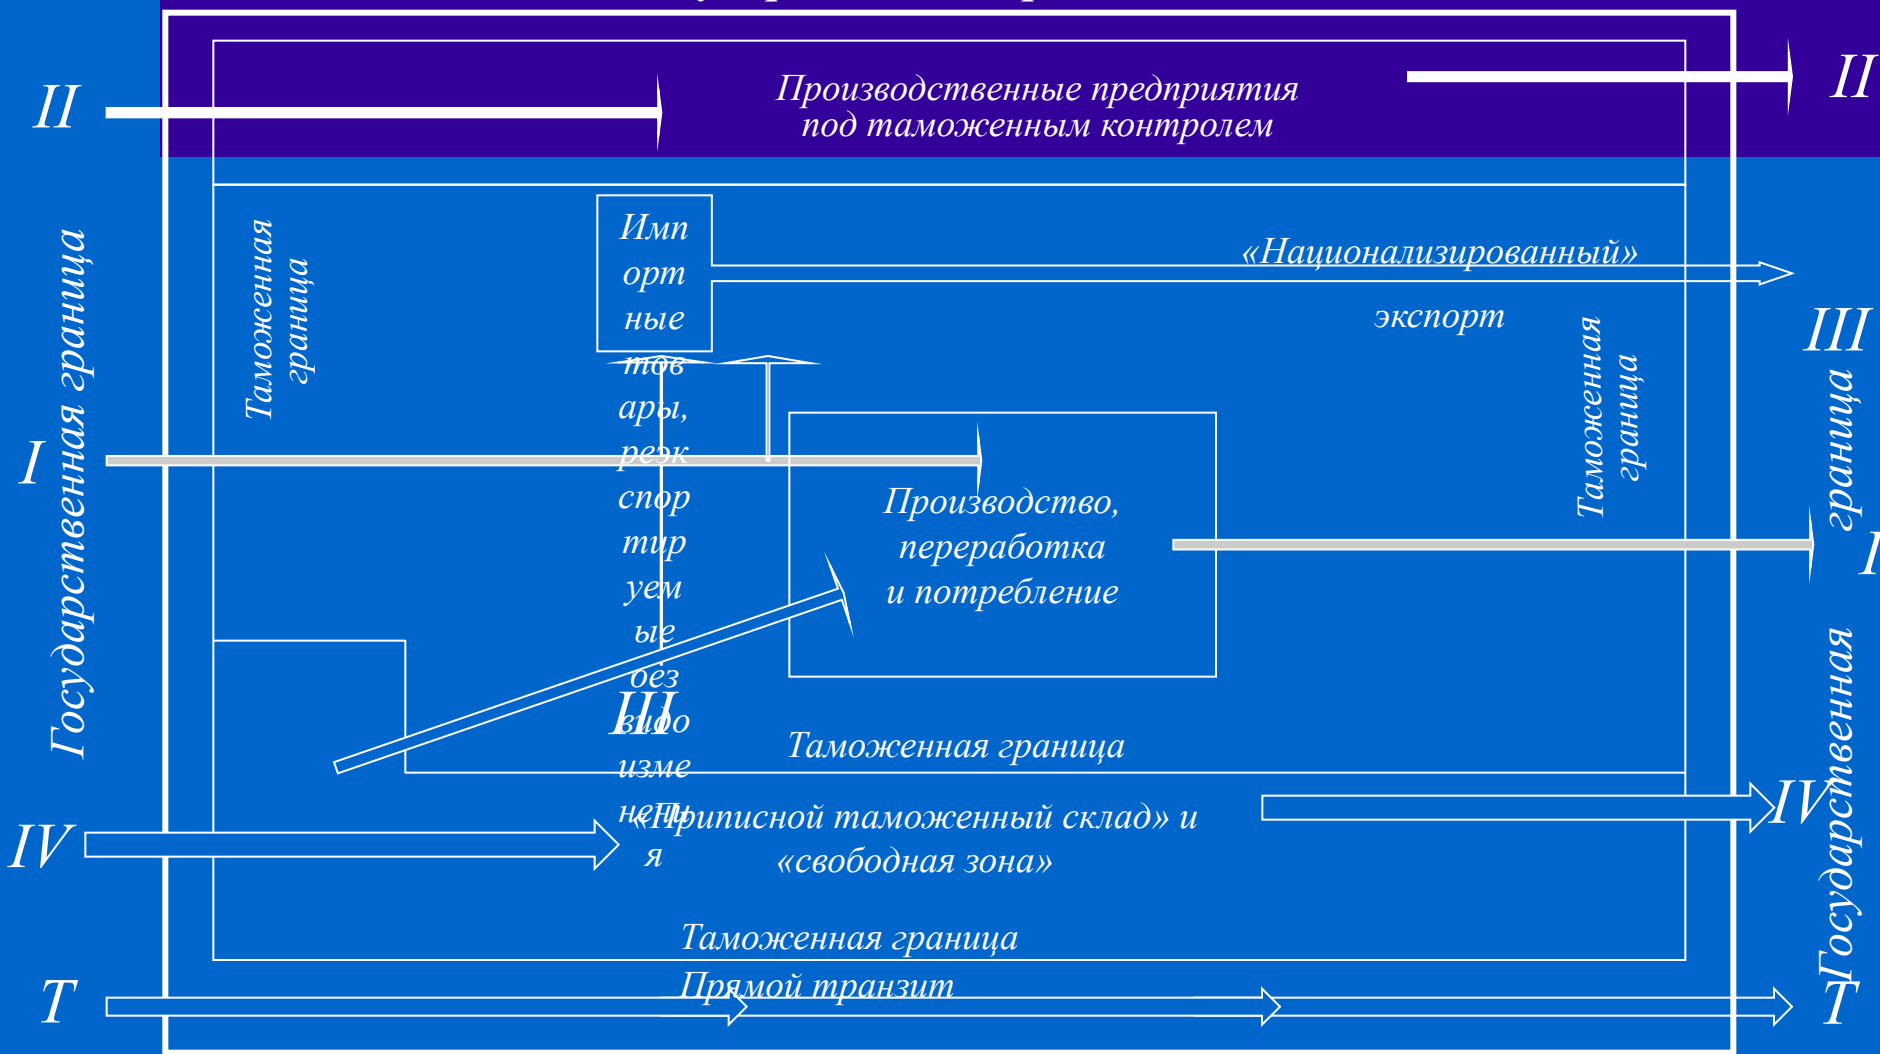 II
II
Производственные предприятия
под таможенным контролем
Государственная граница
Таможенная
граница
Имп
орт
ные
тов
ары,
реэк
спор
тир
уем
ые
без
видо
изме
нени
я
«Национализированный»
экспорт
III
Таможенная
граница
Государственная граница
I
Производство,
переработка
и потребление
I
III
Таможенная граница
IV
«Приписной таможенный склад» и
«свободная зона»
IV
Таможенная граница
T
Прямой транзит
T